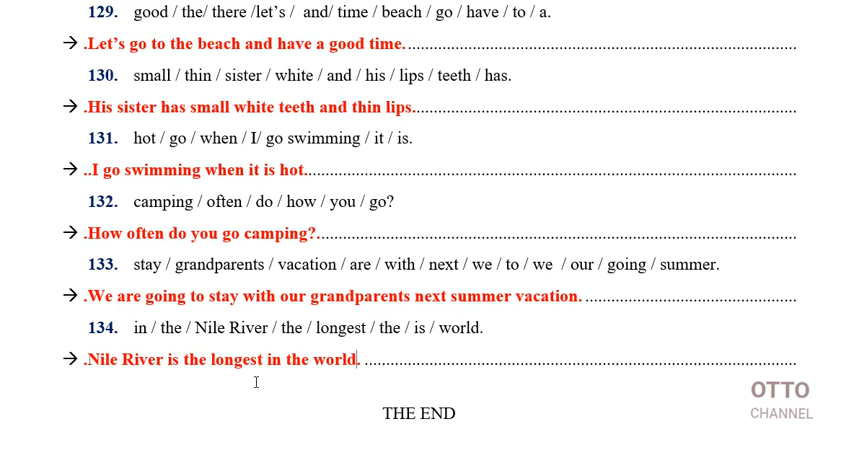 129. good / the/ there /let's / and/ time / beach / go / have / to / a.
→ .Let's go to the beach and have a good time.
130. small / thin / sister / white / and / his / lips / teeth / has.
→ .His sister has small white teeth and thin lips.
131. hot / go / when / I/ go swimming / it / is.
→ ..I go swimming when it is hot.
132. camping / often / do / how / you / go?
→ .How often do you go camping?.
133. stay / grandparents / vacation / are / with / next / we / to / we / our / going / summer.
→ .We are going to stay with our grandparents next summer vacation.
134. in / the / Nile River / the / longest / the / is / world.
→ .Nile River is the longest in the world.
THE END
OTTO
CHANNEL